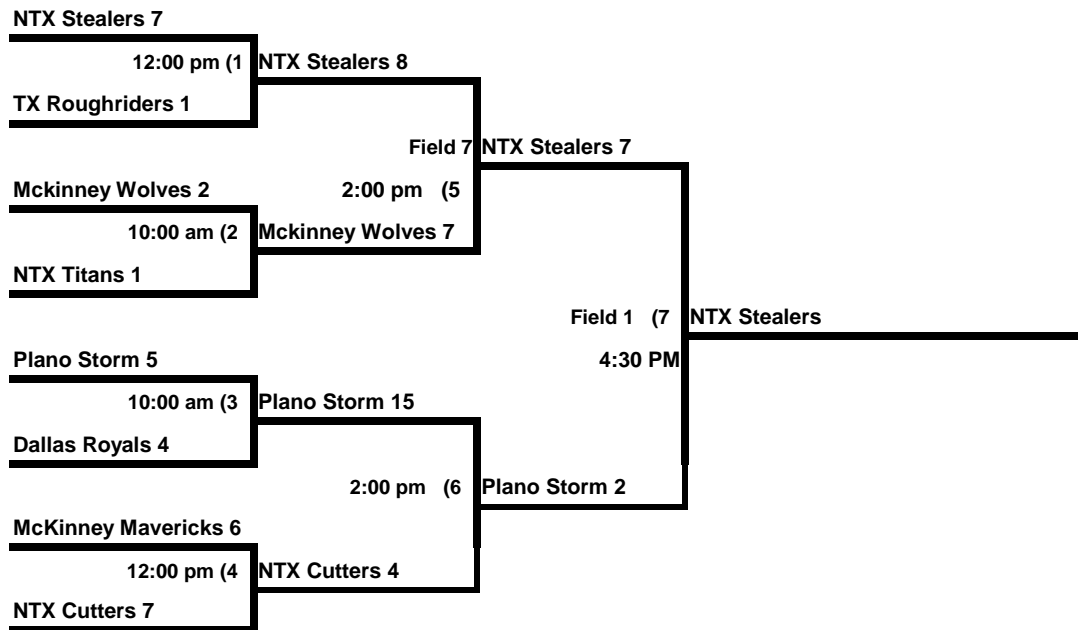 NTX Stealers 7
12:00 pm (1
NTX Stealers 8
TX Roughriders 1
Field 7
NTX Stealers 7
Mckinney Wolves 2
2:00 pm (5
10:00 am (2
Mckinney Wolves 7
NTX Titans 1
Field 1 (7
NTX Stealers
Plano Storm 5
4:30 PM
10:00 am (3
Plano Storm 15
Dallas Royals 4
2:00 pm (6
Plano Storm 2
McKinney Mavericks 6
12:00 pm (4
NTX Cutters 4
NTX Cutters 7